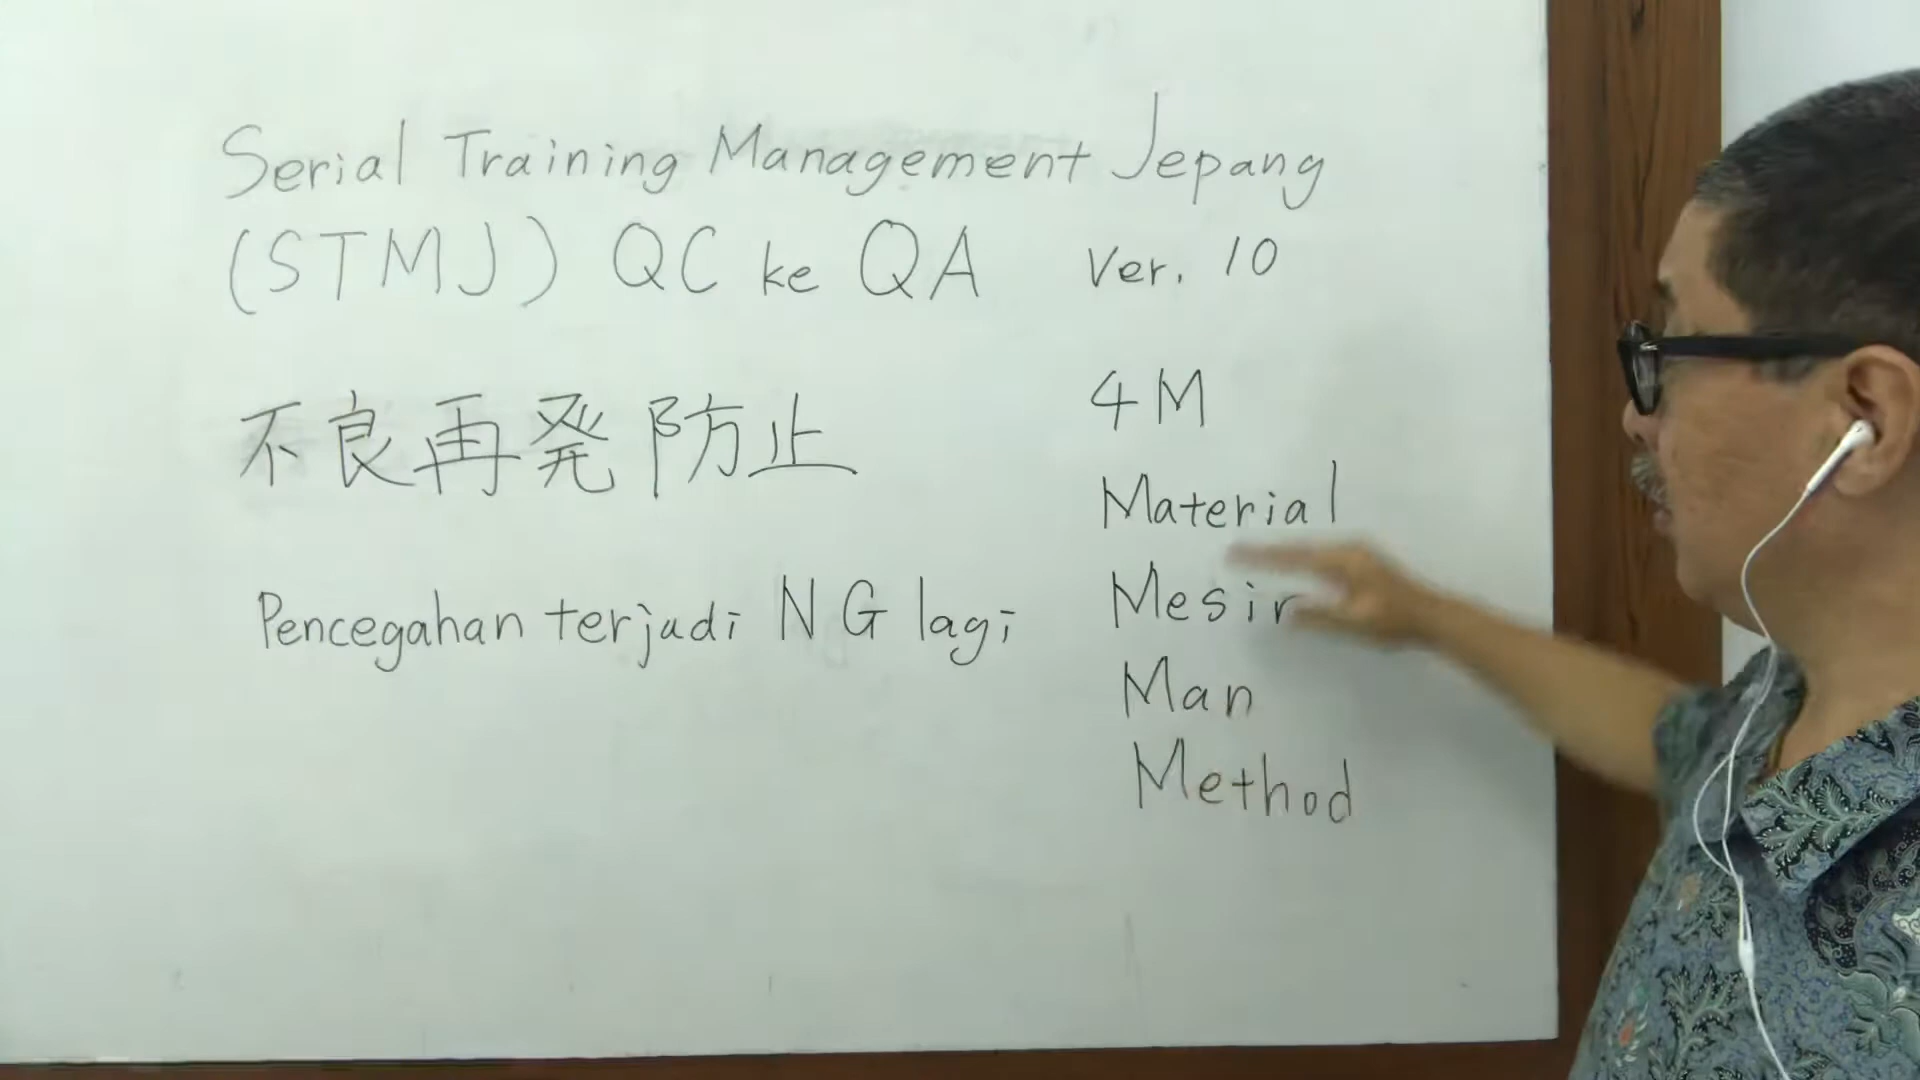 Serial Training Management Jepang
(STMJ) QC ke QA Ver. 10
不良再発防止
Pencegahan terjadi NG lagi
4M
Material
Mesin
Man
Method